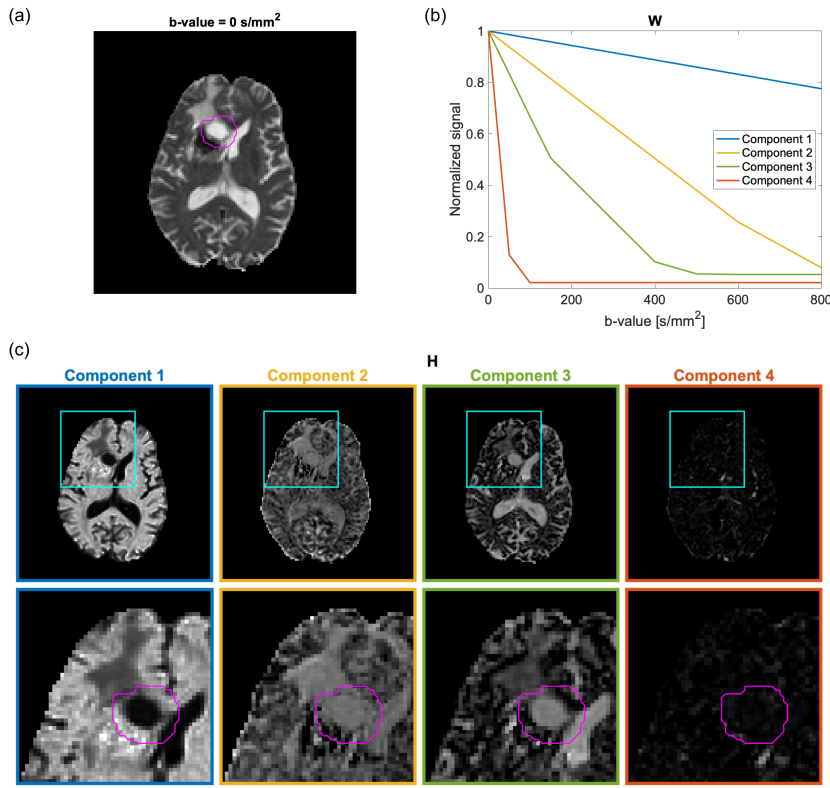 (a)
b-value = 0 s/mm²
(b)
W
Normalized signal
1
0.8
0.6
0.4
0.2
0
0 200 400 600 800
b-value [s/mm²]
Component 1
Component 2
Component 3
Component 4
(c)
H
Component 1 Component 2 Component 3 Component 4